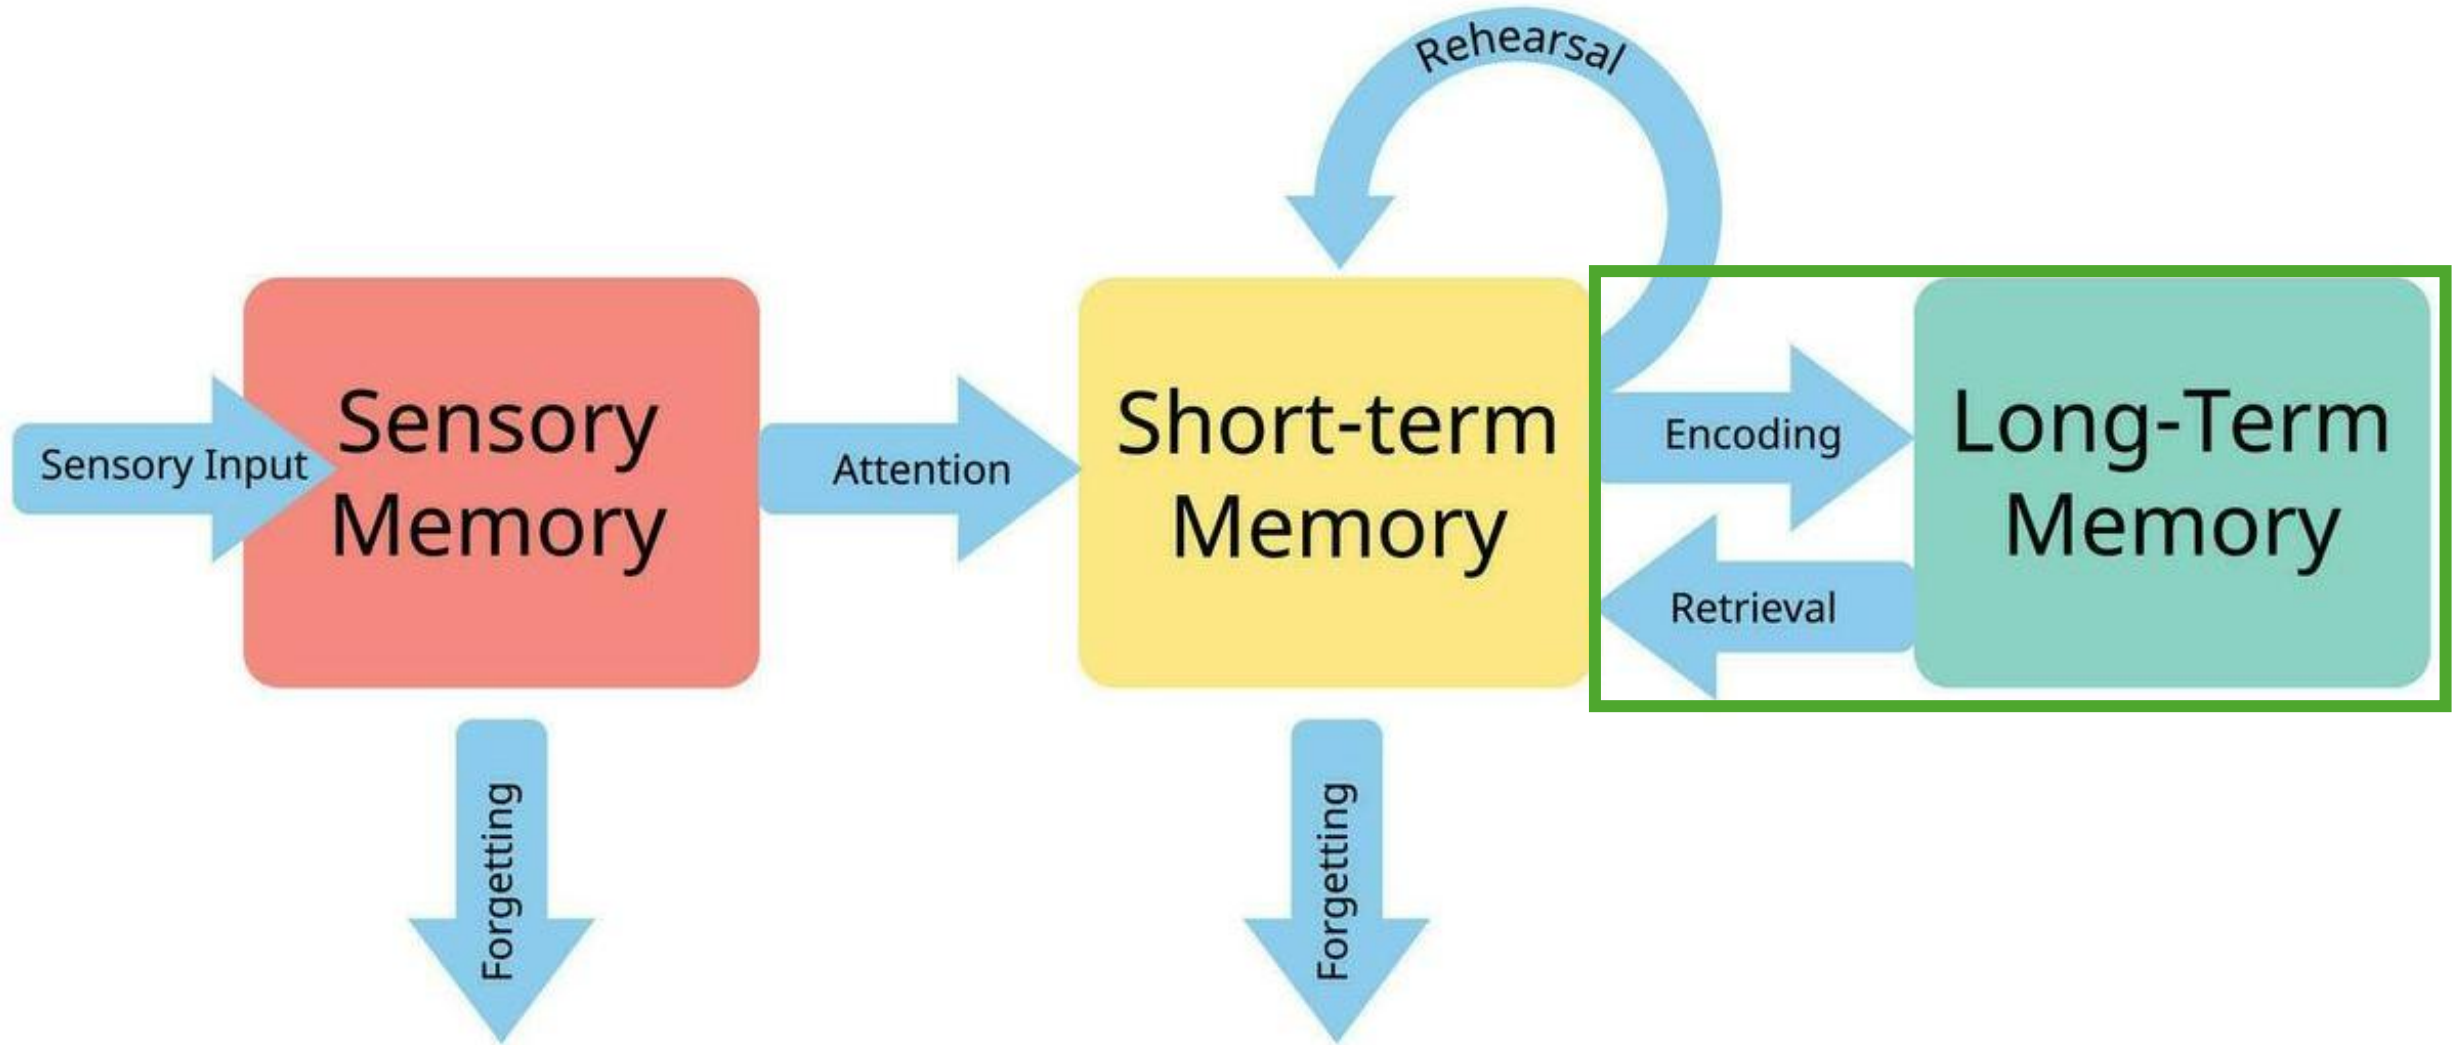 Rehearsal
Sensory Input
Sensory
Memory
Attention
Short-term
Memory
Encoding
Retrieval
Long-Term
Memory
Forgetting
Forgetting